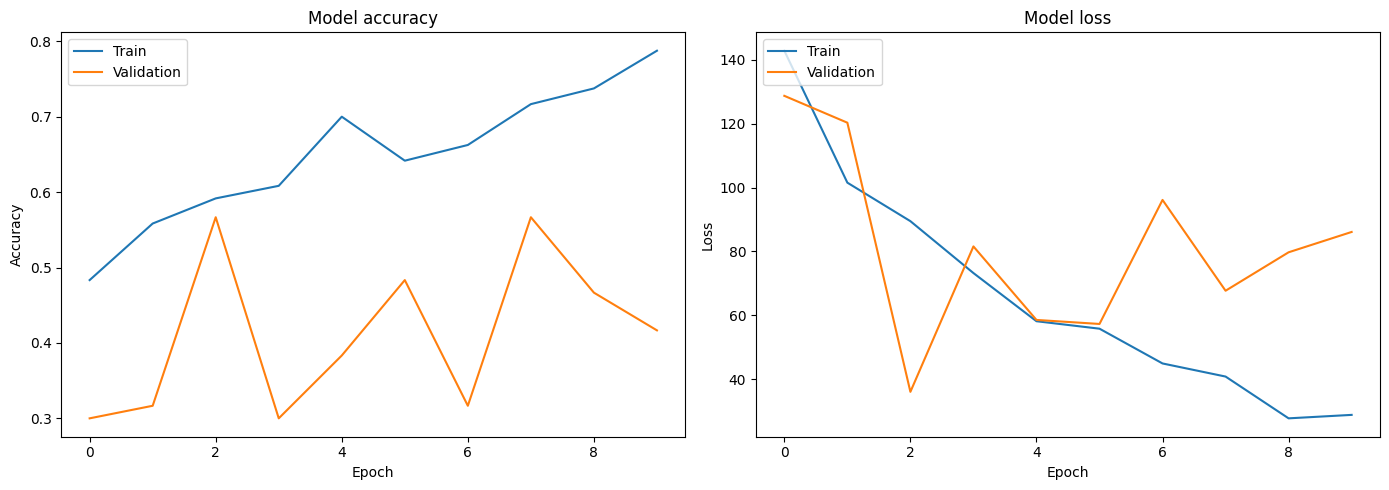 Model accuracy
Train
Validation
0.8
0.7
0.6
0.5
0.4
0.3
Accuracy
0 2 4 6 8
Epoch
Model loss
Train
Validation
140
120
100
80
60
40
Loss
0 2 4 6 8
Epoch